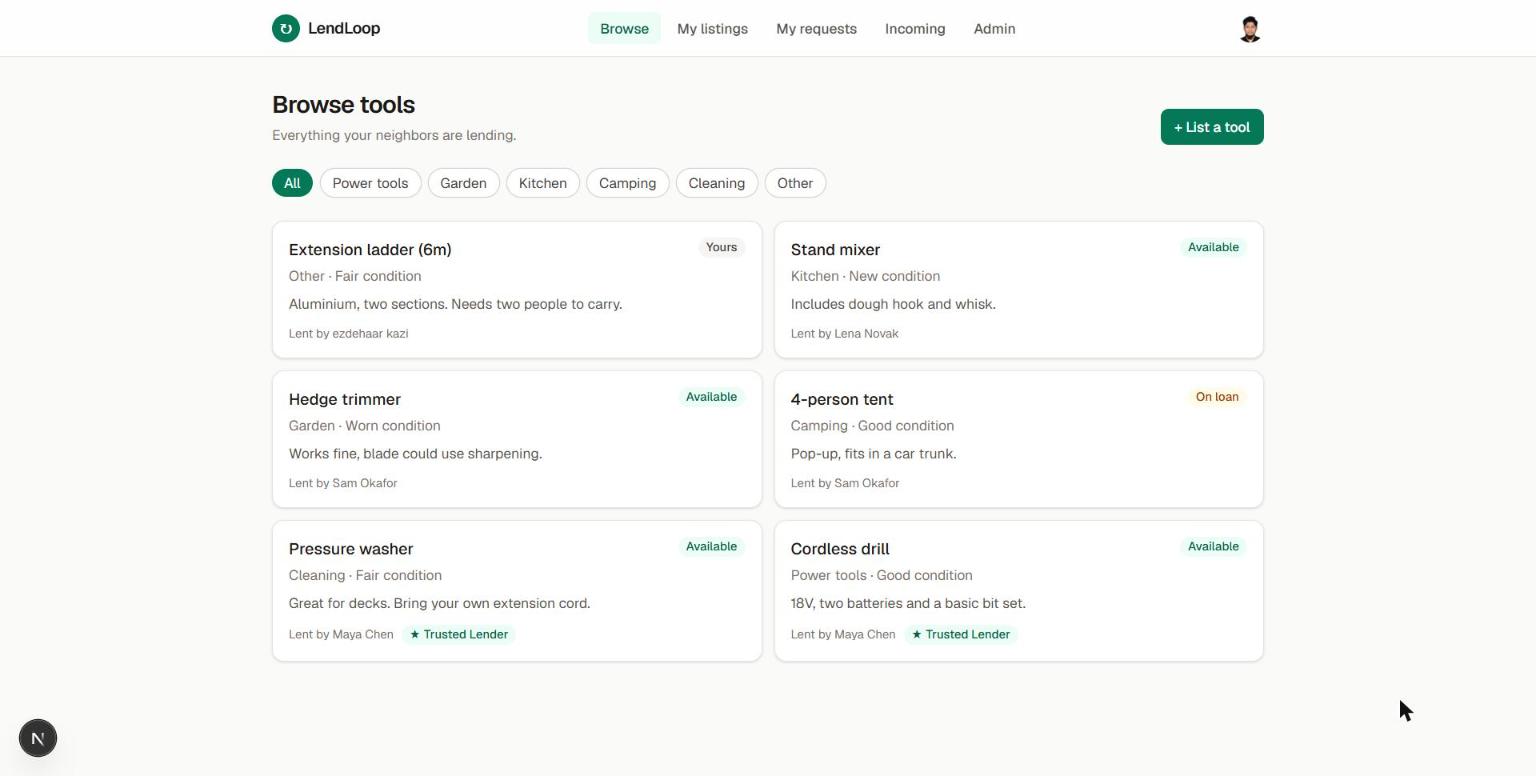 ↻ LendLoop
Browse My listings My requests Incoming Admin
Browse tools
Everything your neighbors are lending.
+ List a tool
All Power tools Garden Kitchen Camping Cleaning Other
Extension ladder (6m) Yours
Other · Fair condition
Aluminium, two sections. Needs two people to carry.
Lent by ezdehaar kazi
Stand mixer Available
Kitchen · New condition
Includes dough hook and whisk.
Lent by Lena Novak
Hedge trimmer Available
Garden · Worn condition
Works fine, blade could use sharpening.
Lent by Sam Okafor
4-person tent On loan
Camping · Good condition
Pop-up, fits in a car trunk.
Lent by Sam Okafor
Pressure washer Available
Cleaning · Fair condition
Great for decks. Bring your own extension cord.
Lent by Maya Chen ★ Trusted Lender
Cordless drill Available
Power tools · Good condition
18V, two batteries and a basic bit set.
Lent by Maya Chen ★ Trusted Lender
N